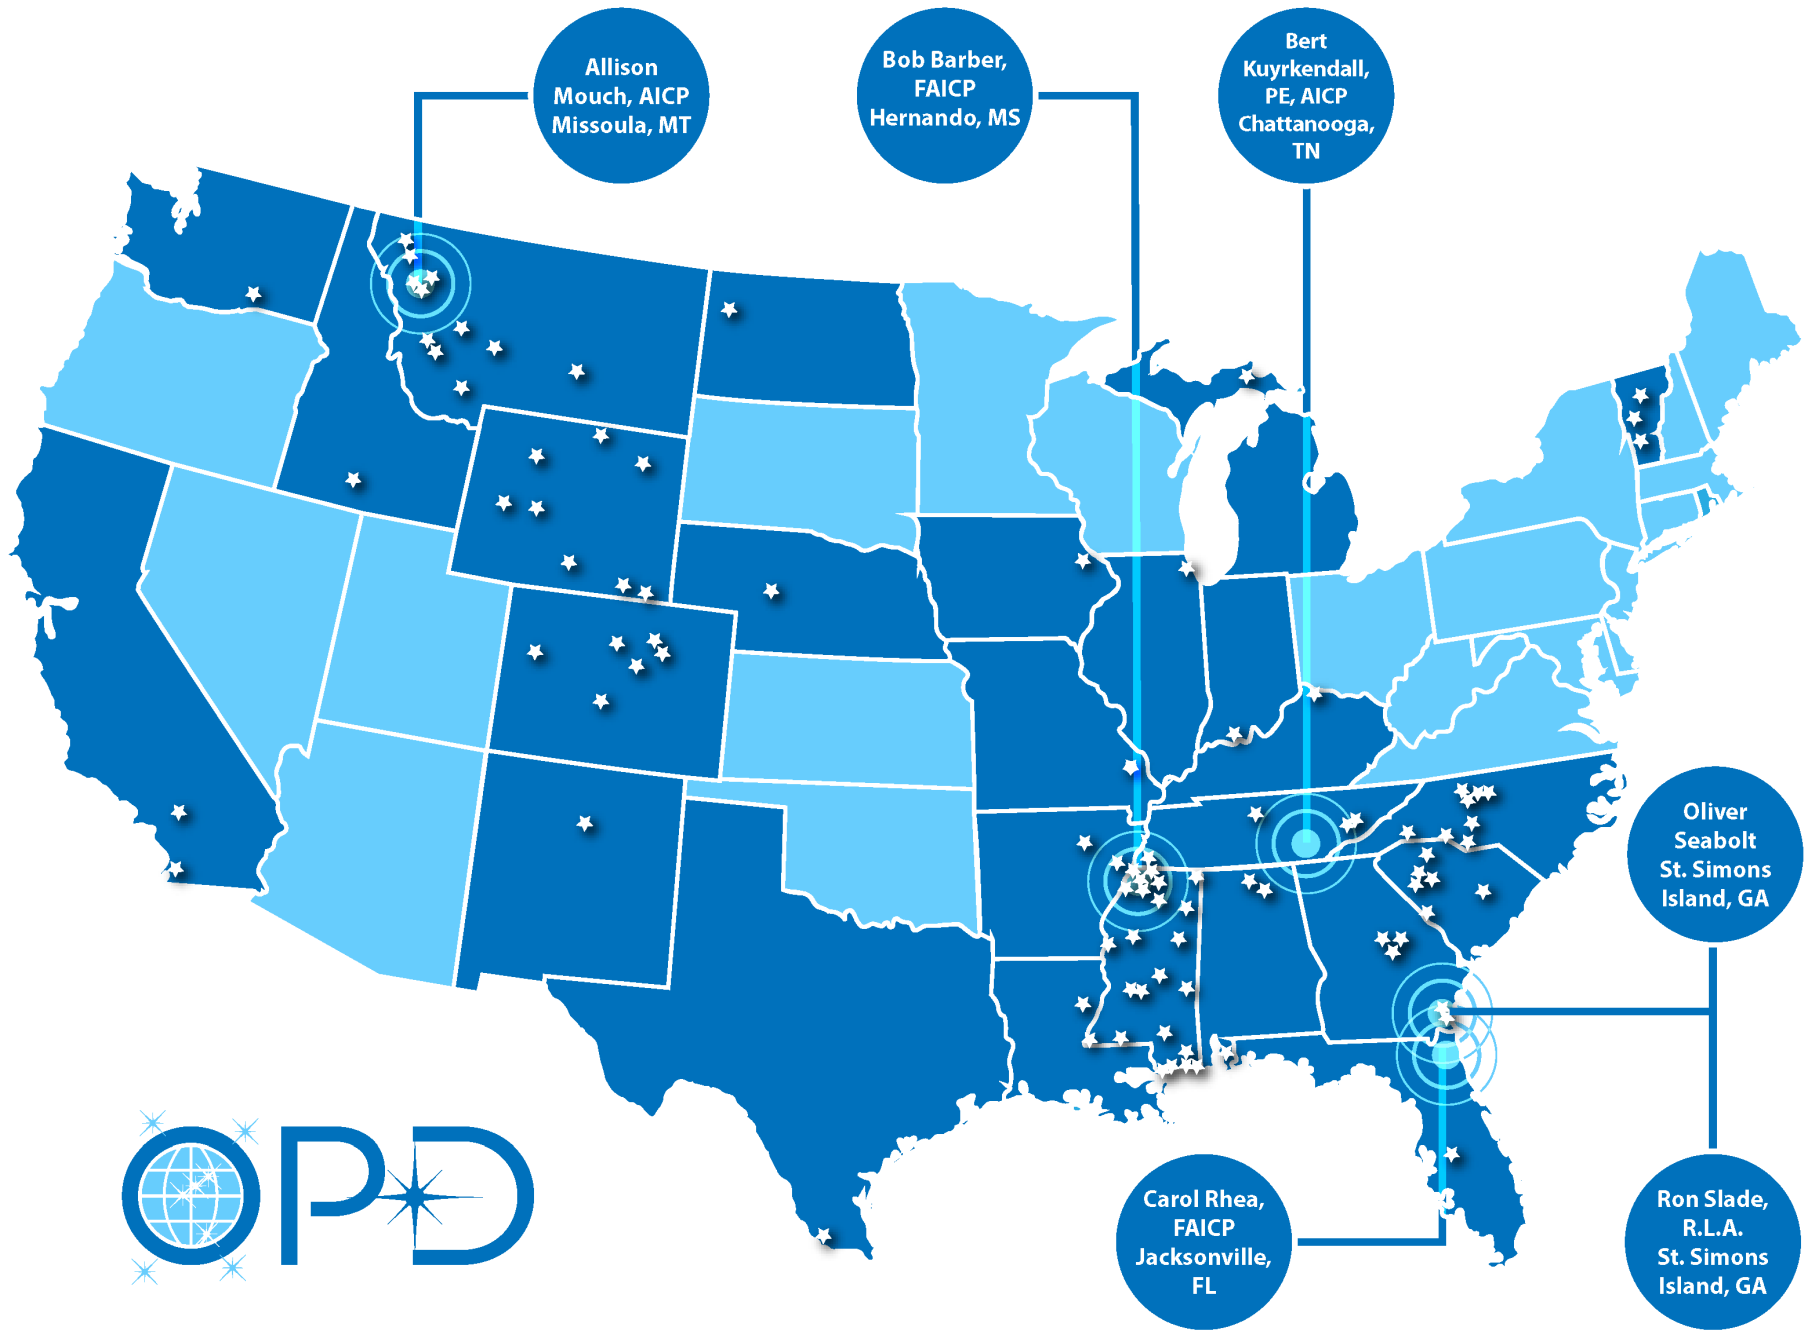 Allison
Mouch, AICP
Missoula, MT
Bob Barber,
FAICP
Hernando, MS
Bert
Kuyrkendall,
PE, AICP
Chattanooga,
TN
Oliver
Seabolt
St. Simons
Island, GA
Carol Rhea,
FAICP
Jacksonville,
FL
Ron Slade,
R.L.A.
St. Simons
Island, GA
OPD